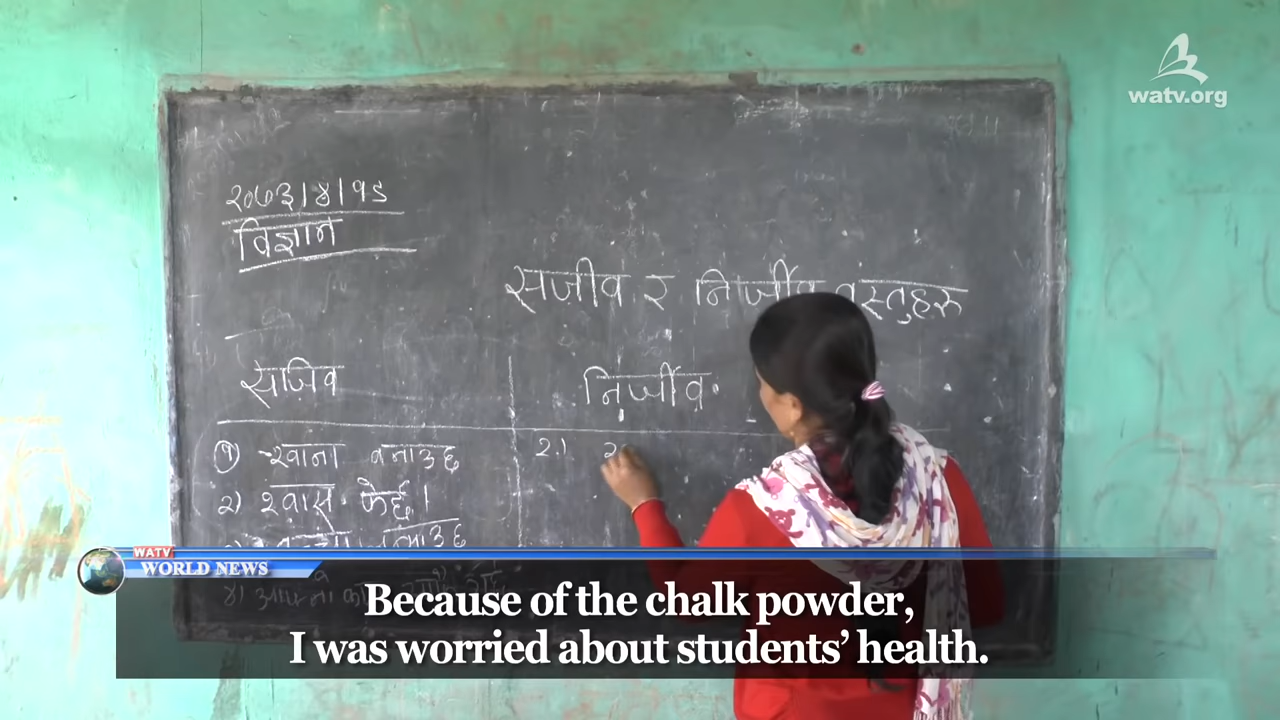 watv.org
२०७३।४।१८
विज्ञान
सजीव र निर्जीव वस्तुहरु
सजिव
निर्जीव
१) खाना बनाउछ
२) श्वास फेर्छ।
२)
WATV
WORLD NEWS
Because of the chalk powder,
I was worried about students’ health.